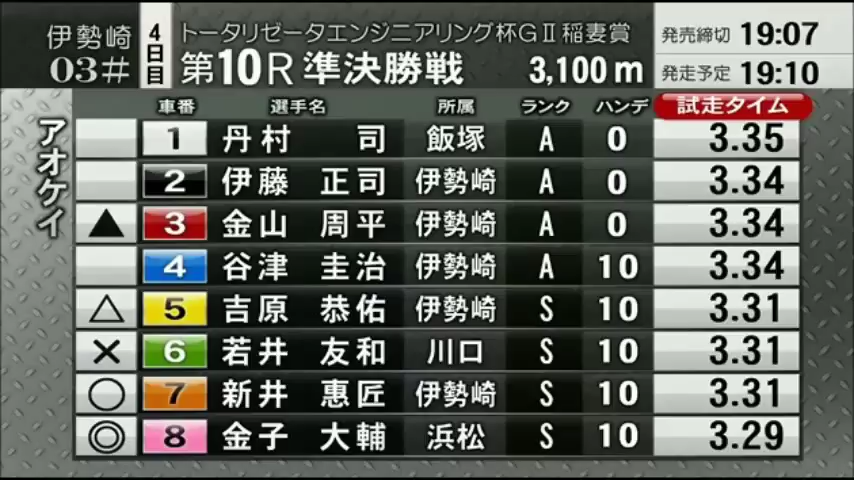 伊勢崎 4日目 トータリゼータエンジニアリング杯GⅡ稲妻賞 発売締切 19:07
03# 第10R 準決勝戦 3,100m 発走予定 19:10
車番 選手名 所属 ランク ハンデ 試走タイム
アオケイ
1 丹村 司 飯塚 A 0 3.35
2 伊藤 正司 伊勢崎 A 0 3.34
▲ 3 金山 周平 伊勢崎 A 0 3.34
4 谷津 圭治 伊勢崎 A 10 3.34
△ 5 吉原 恭佑 伊勢崎 S 10 3.31
× 6 若井 友和 川口 S 10 3.31
○ 7 新井 惠匠 伊勢崎 S 10 3.31
◎ 8 金子 大輔 浜松 S 10 3.29